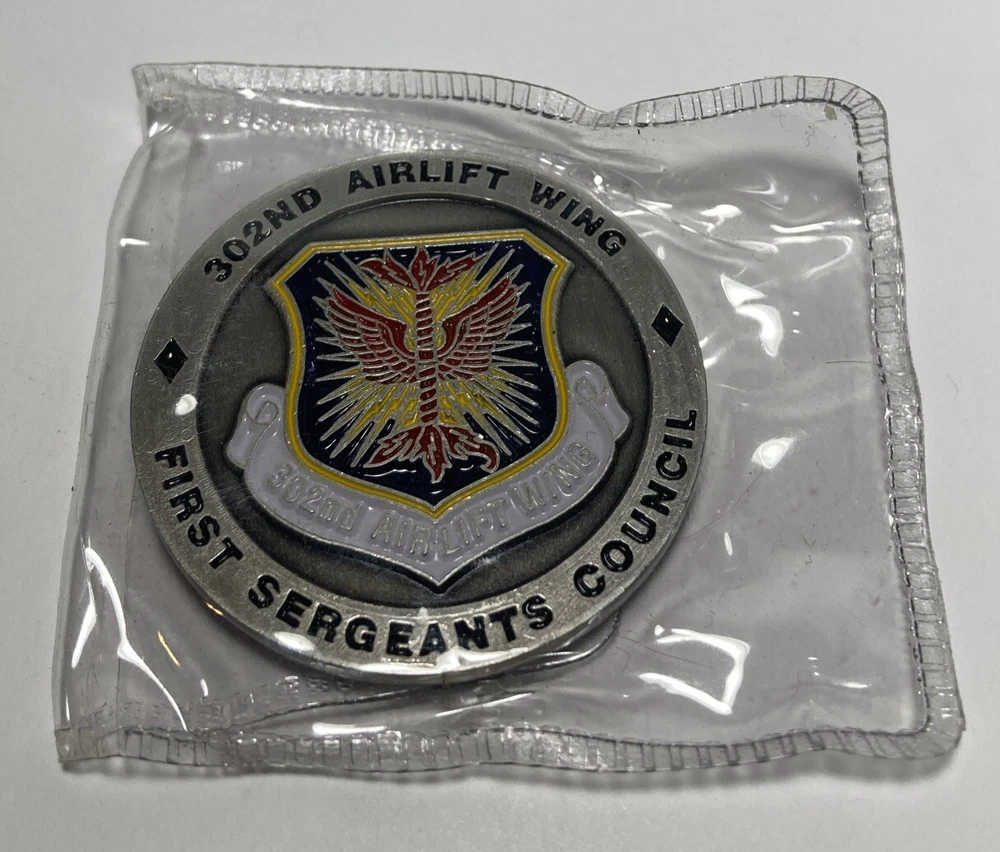 302ND AIRLIFT WING
302nd AIRLIFT WING
FIRST SERGEANTS COUNCIL